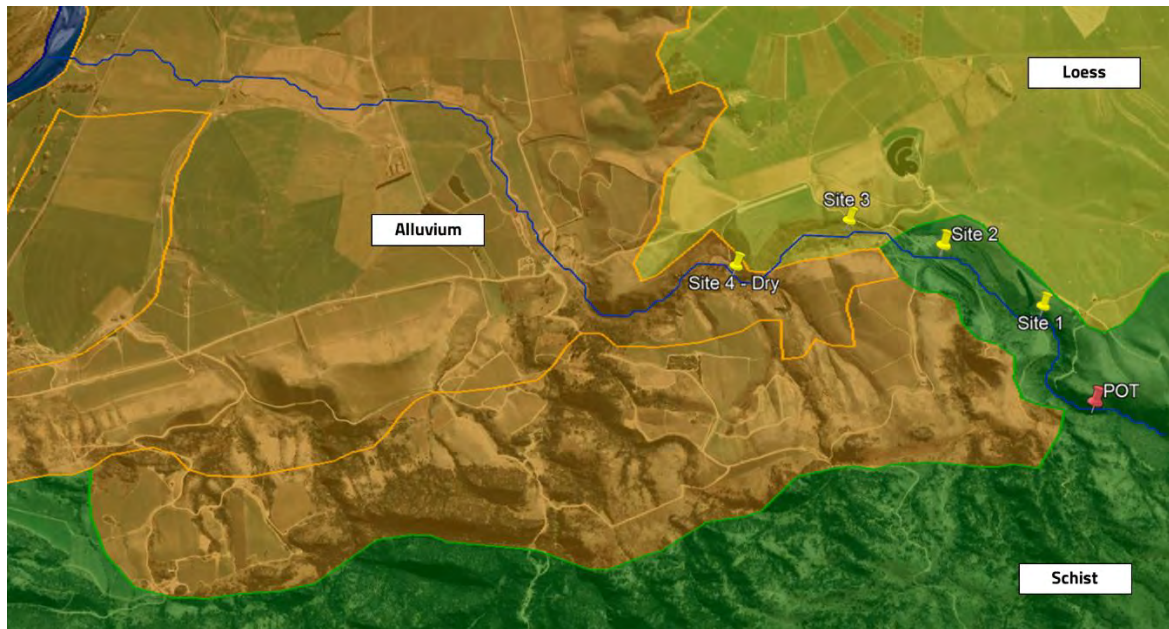 Loess
Site 3
Alluvium
Site 2
Site 4 - Dry
Site 1
POT
Schist